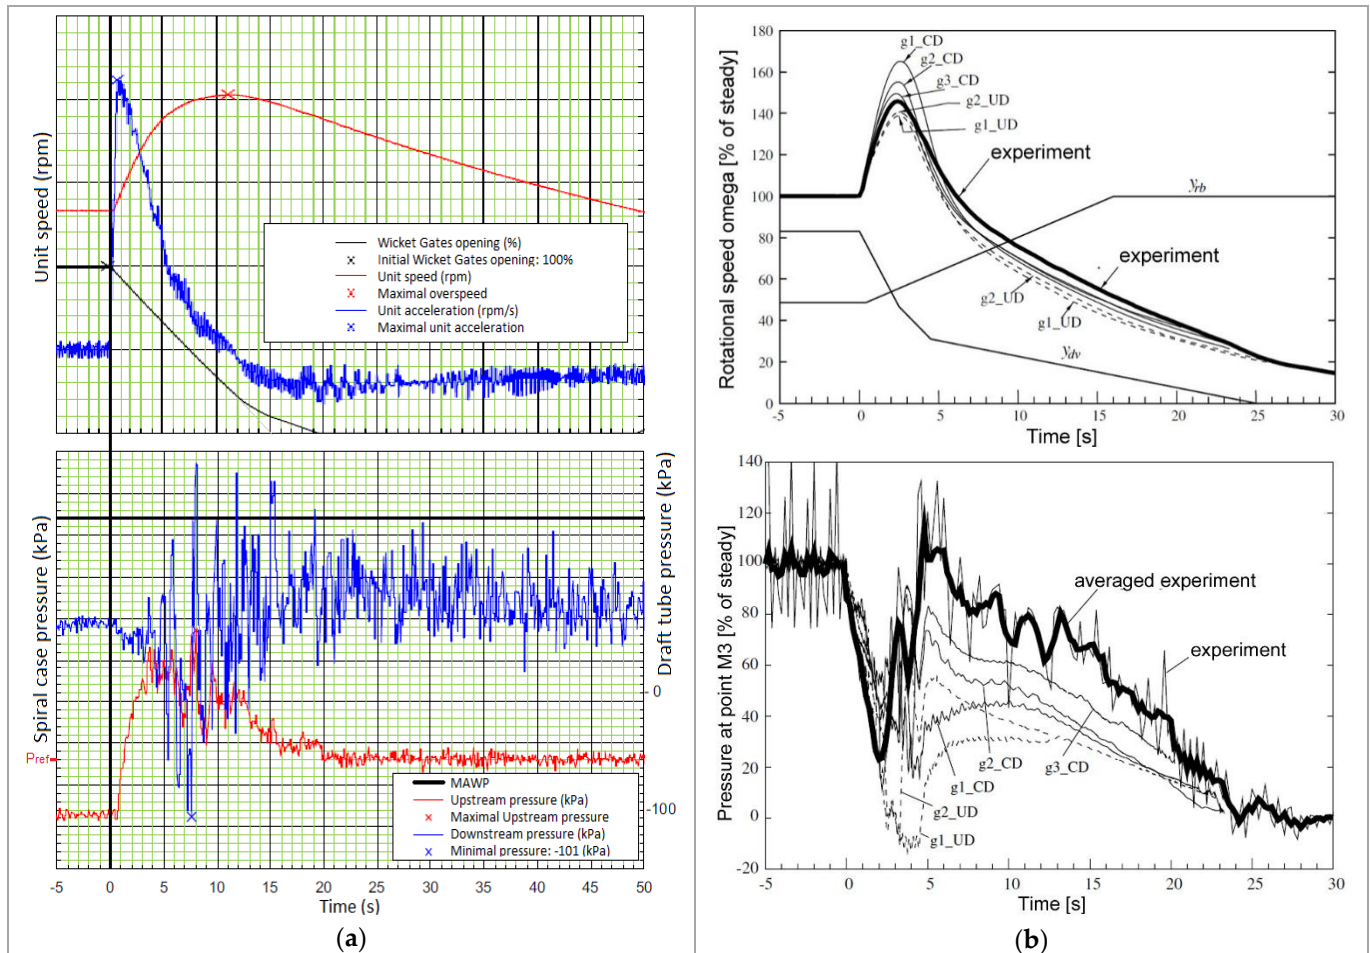 Unit speed (rpm)
Wicket Gates opening (%)
Initial Wicket Gates opening: 100%
Unit speed (rpm)
Maximal overspeed
Unit acceleration (rpm/s)
Maximal unit acceleration
Spiral case pressure (kPa)
Draft tube pressure (kPa)
0
-100
Pref
MAWP
Upstream pressure (kPa)
Maximal Upstream pressure
Downstream pressure (kPa)
Minimal pressure: -101 (kPa)
-5 0 5 10 15 20 25 30 35 40 45 50
Time (s)
(a)
Rotational speed omega [% of steady]
180
160
140
120
100
80
60
40
20
0
g1_CD
g2_CD
g3_CD
g2_UD
g1_UD
experiment
yrb
experiment
g2_UD
g1_UD
ydv
-5 0 5 10 15 20 25 30
Time [s]
Pressure at point M3 [% of steady]
140
120
100
80
60
40
20
0
-20
averaged experiment
experiment
g3_CD
g2_CD
g1_CD
g2_UD
g1_UD
-5 0 5 10 15 20 25 30
Time [s]
(b)